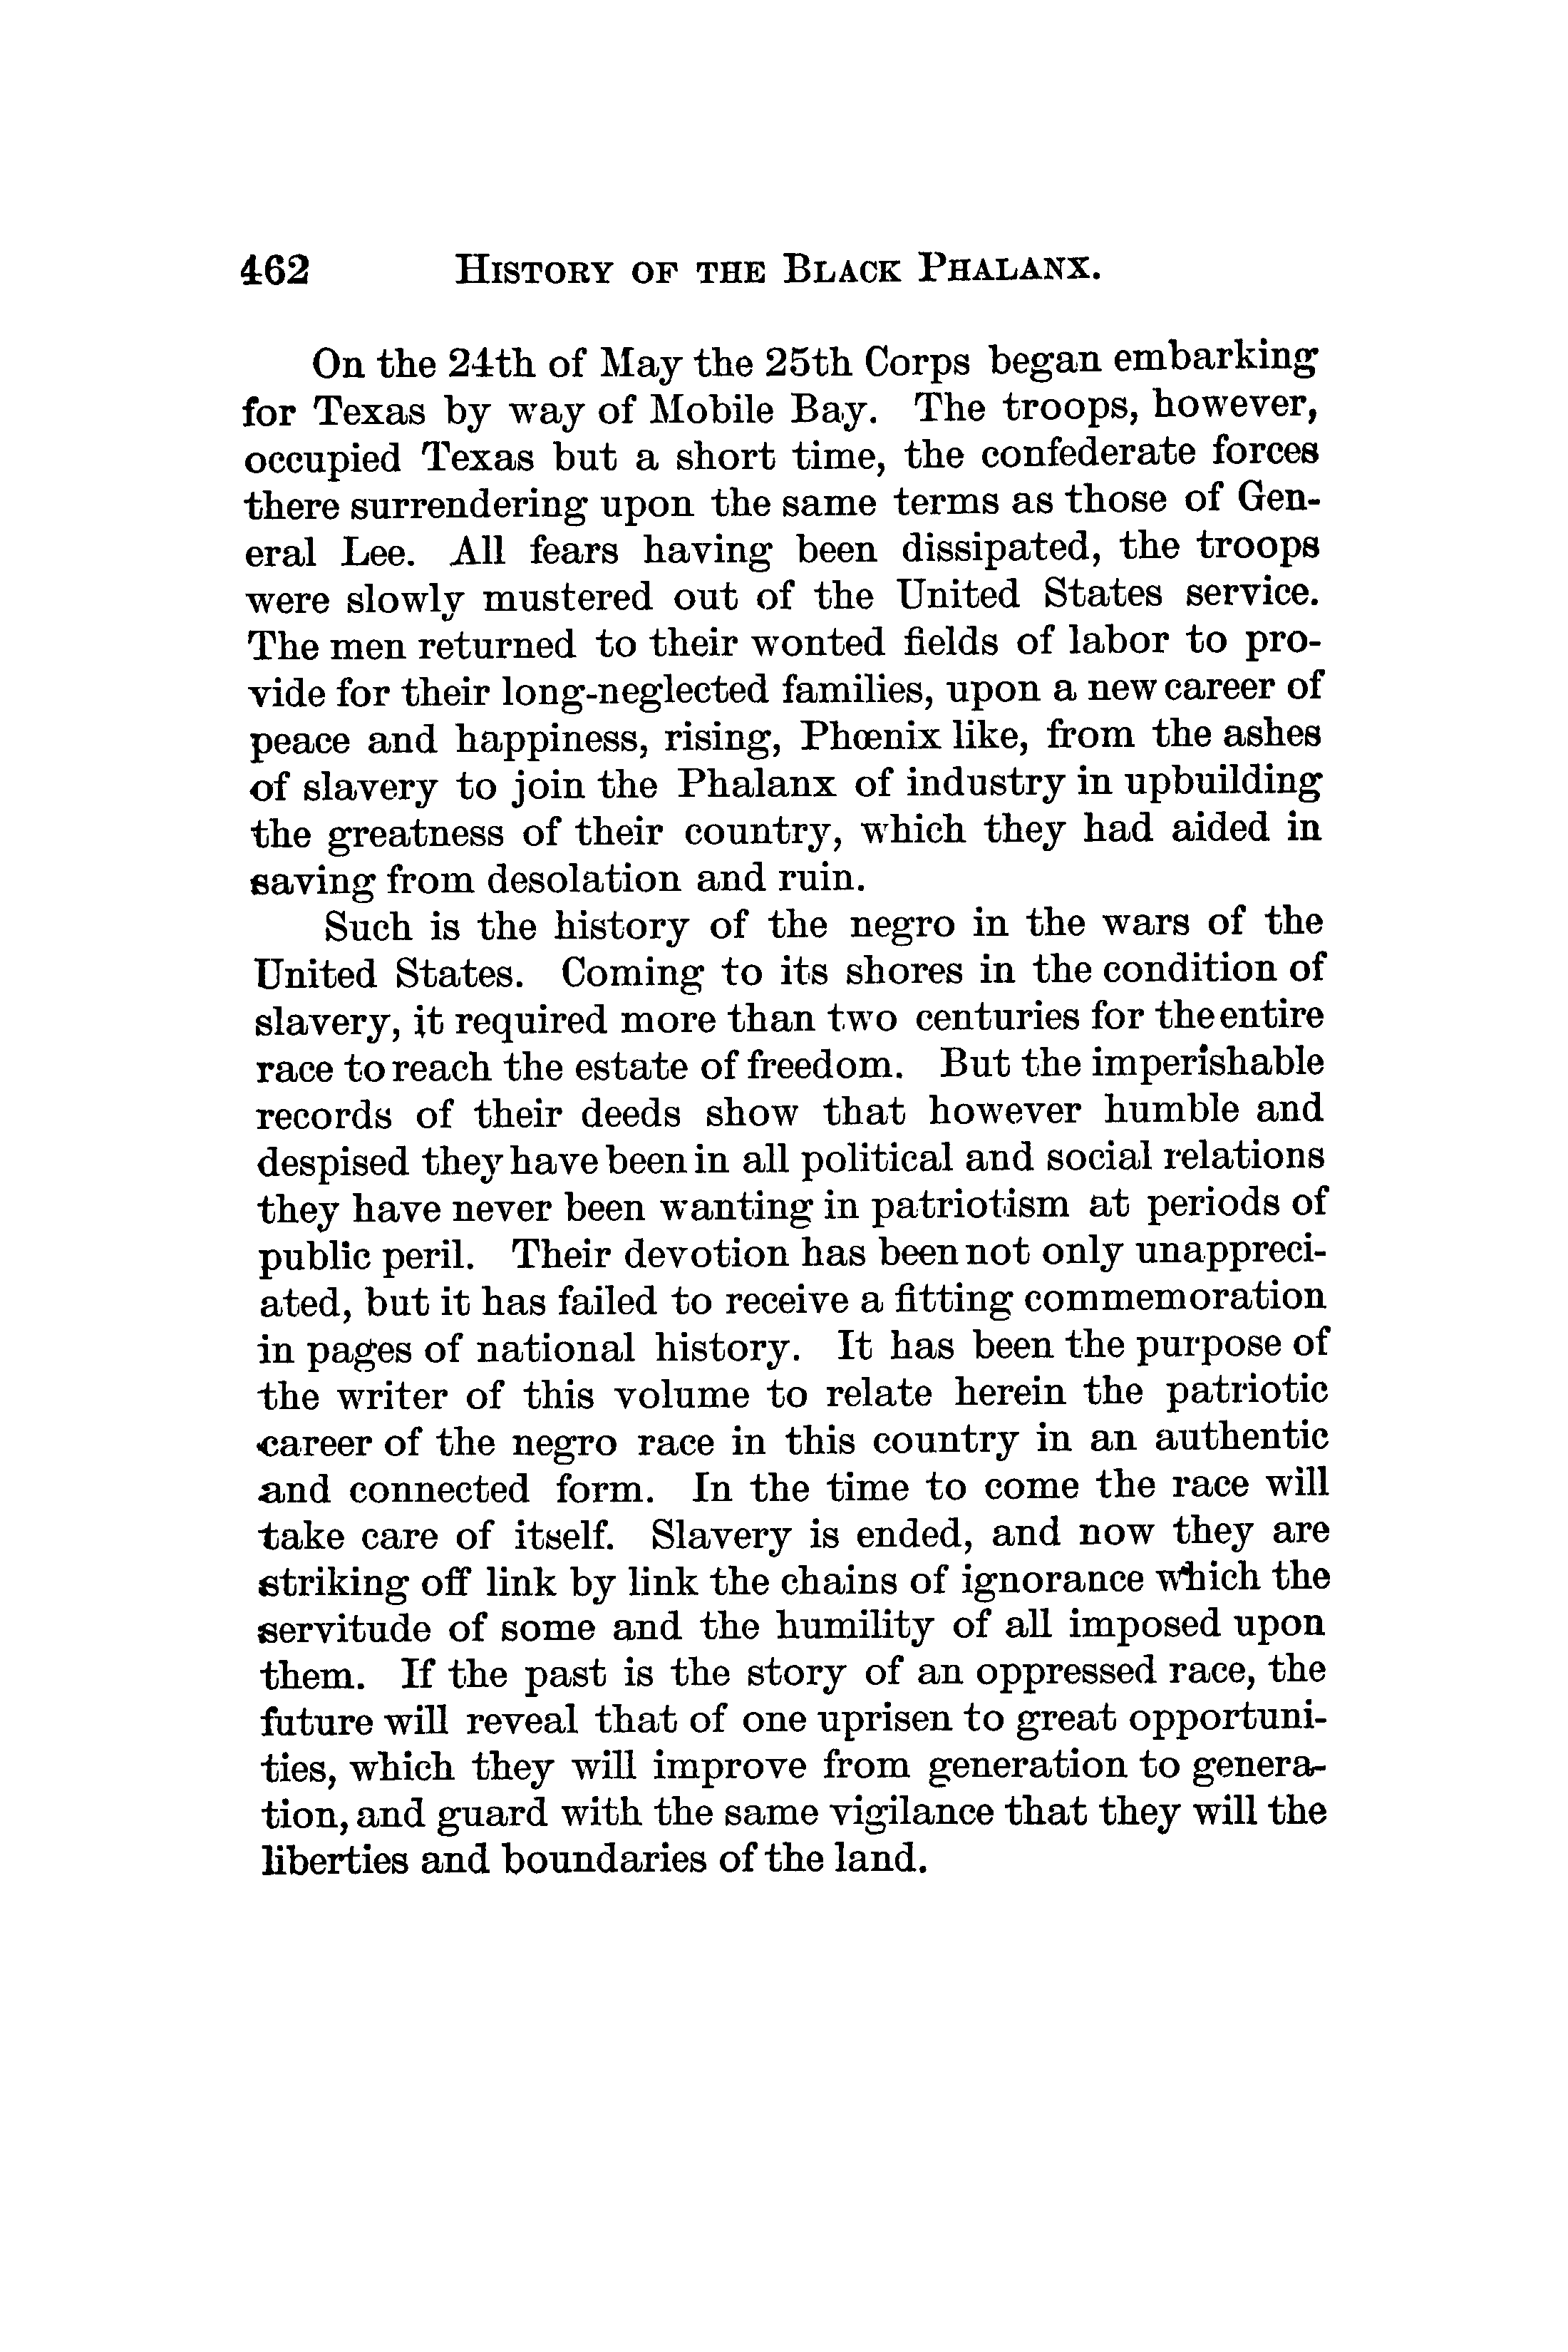 462 HISTORY OF THE BLACK PHALANX.
On the 24th of May the 25th Corps began embarking
for Texas by way of Mobile Bay. The troops, however,
occupied Texas but a short time, the confederate forces
there surrendering upon the same terms as those of Gen-
eral Lee. All fears having been dissipated, the troops
were slowly mustered out of the United States service.
The men returned to their wonted fields of labor to pro-
vide for their long-neglected families, upon a new career of
peace and happiness, rising, Phœnix like, from the ashes
of slavery to join the Phalanx of industry in upbuilding
the greatness of their country, which they had aided in
saving from desolation and ruin.
Such is the history of the negro in the wars of the
United States. Coming to its shores in the condition of
slavery, it required more than two centuries for the entire
race to reach the estate of freedom. But the imperishable
records of their deeds show that however humble and
despised they have been in all political and social relations
they have never been wanting in patriotism at periods of
public peril. Their devotion has been not only unappreci-
ated, but it has failed to receive a fitting commemoration
in pages of national history. It has been the purpose of
the writer of this volume to relate herein the patriotic
career of the negro race in this country in an authentic
and connected form. In the time to come the race will
take care of itself. Slavery is ended, and now they are
striking off link by link the chains of ignorance which the
servitude of some and the humility of all imposed upon
them. If the past is the story of an oppressed race, the
future will reveal that of one uprisen to great opportuni-
ties, which they will improve from generation to genera-
tion, and guard with the same vigilance that they will the
liberties and boundaries of the land.